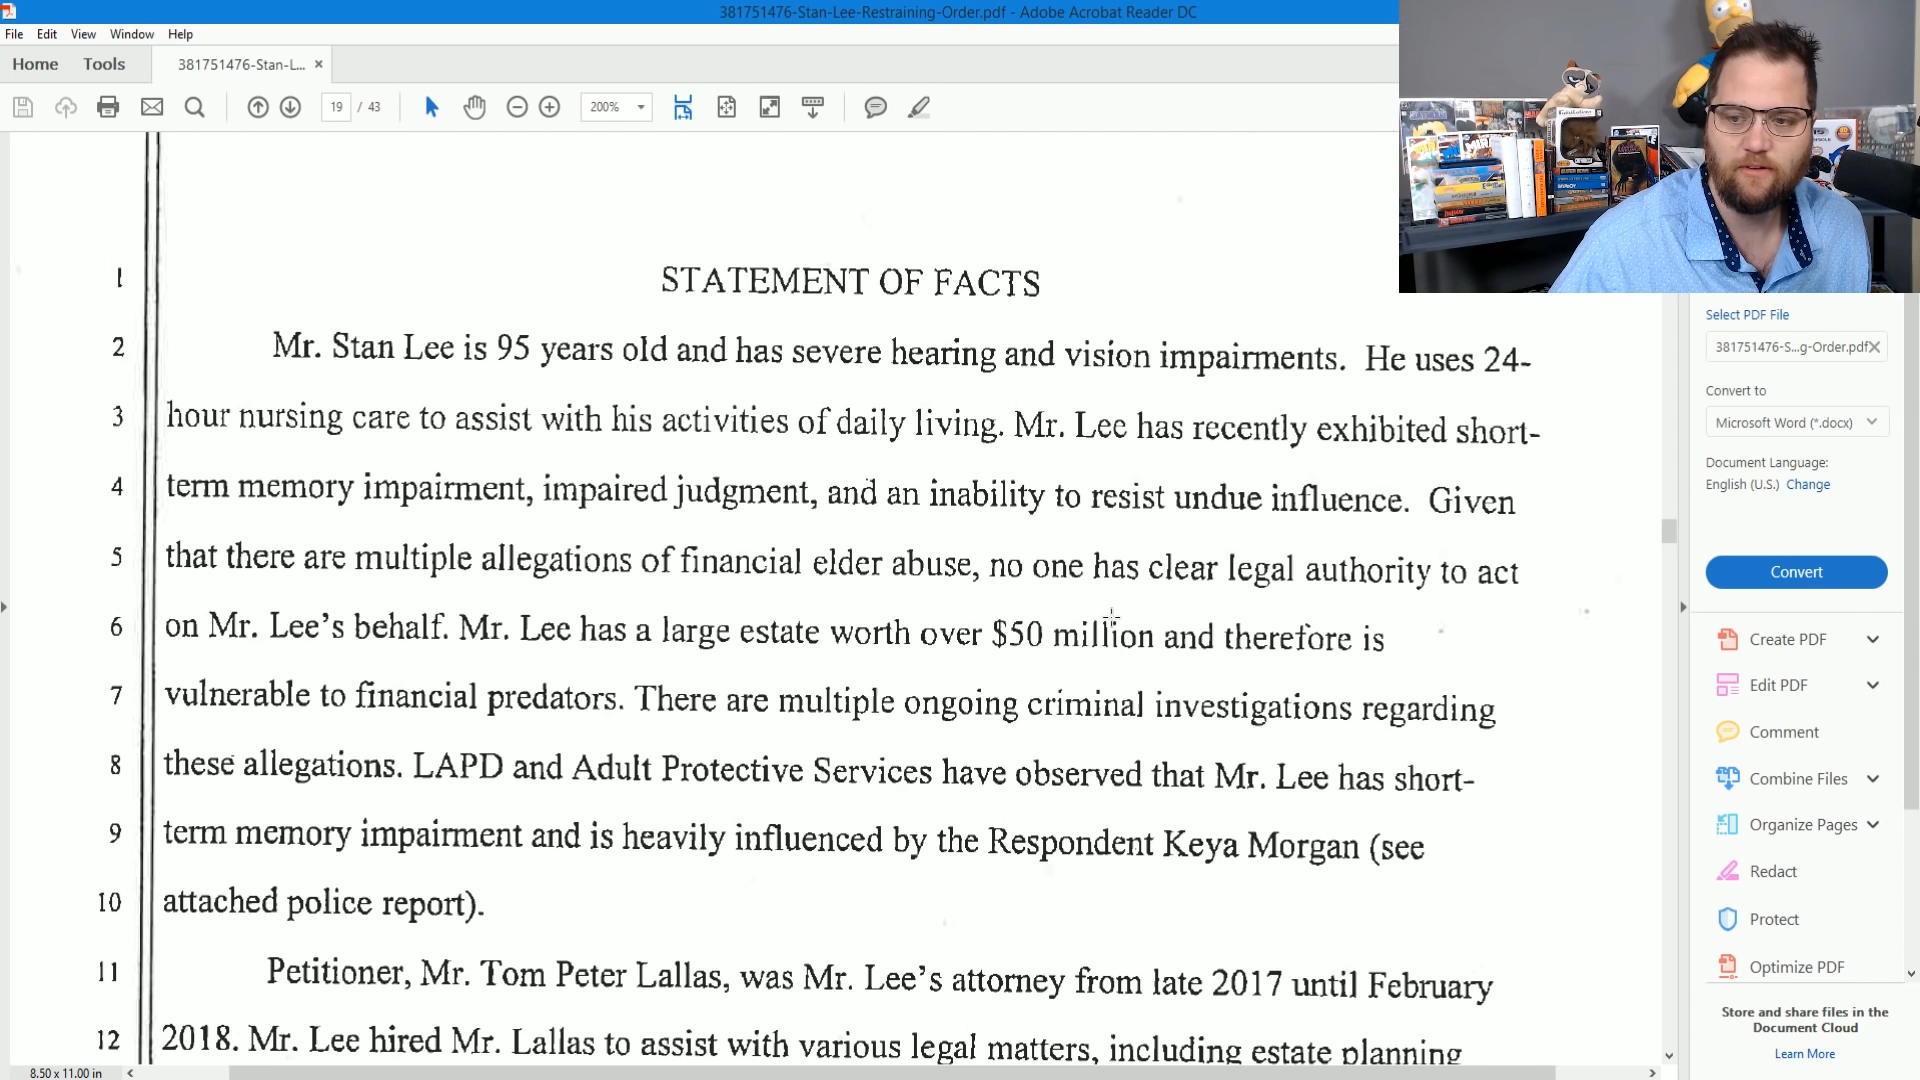 381751476-Stan-Lee-Restraining-Order.pdf - Adobe Acrobat Reader DC
File Edit View Window Help
Home Tools 381751476-Stan-L... ×
19 / 43 200%
STATEMENT OF FACTS
1
2 Mr. Stan Lee is 95 years old and has severe hearing and vision impairments. He uses 24-
3 hour nursing care to assist with his activities of daily living. Mr. Lee has recently exhibited short-
4 term memory impairment, impaired judgment, and an inability to resist undue influence. Given
5 that there are multiple allegations of financial elder abuse, no one has clear legal authority to act
6 on Mr. Lee's behalf. Mr. Lee has a large estate worth over $50 million and therefore is
7 vulnerable to financial predators. There are multiple ongoing criminal investigations regarding
8 these allegations. LAPD and Adult Protective Services have observed that Mr. Lee has short-
9 term memory impairment and is heavily influenced by the Respondent Keya Morgan (see
10 attached police report).
11 Petitioner, Mr. Tom Peter Lallas, was Mr. Lee's attorney from late 2017 until February
12 2018. Mr. Lee hired Mr. Lallas to assist with various legal matters, including estate planning
8.50 x 11.00 in
Select PDF File
381751476-S...g-Order.pdf
Convert to
Microsoft Word (*.docx)
Document Language:
English (U.S.) Change
Convert
Create PDF
Edit PDF
Comment
Combine Files
Organize Pages
Redact
Protect
Optimize PDF
Store and share files in the
Document Cloud
Learn More